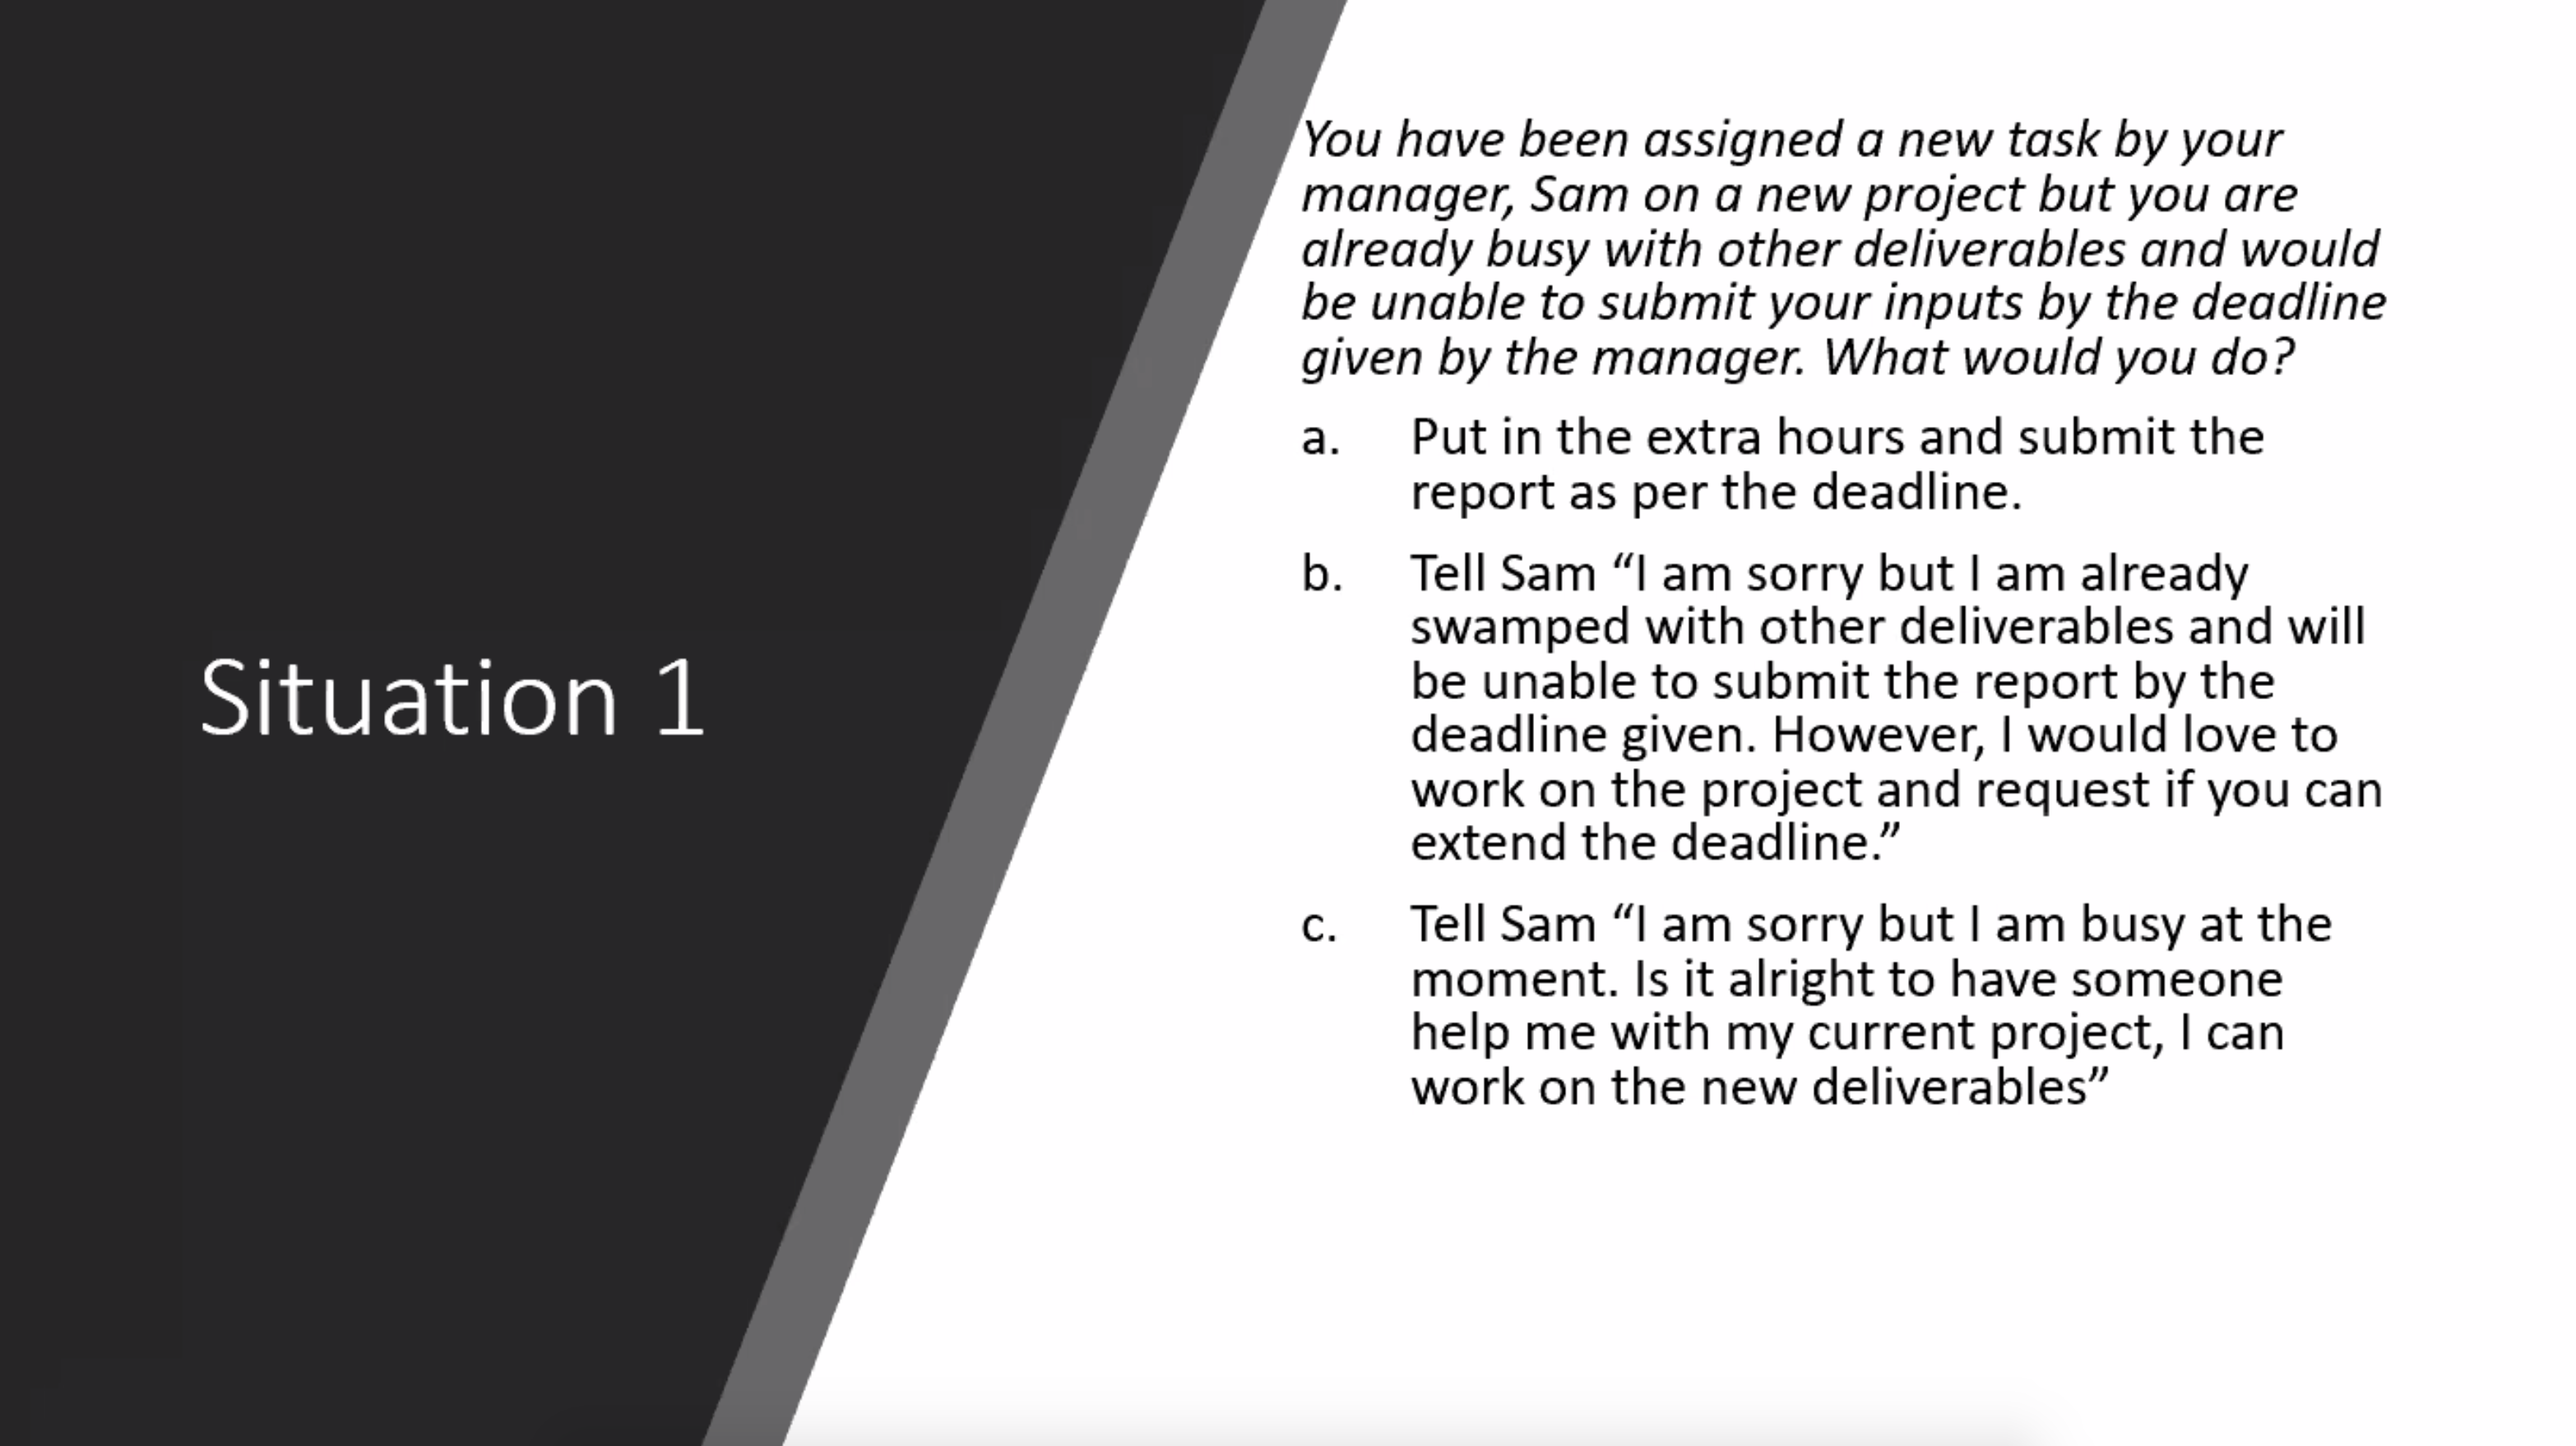 Situation 1
You have been assigned a new task by your
manager, Sam on a new project but you are
already busy with other deliverables and would
be unable to submit your inputs by the deadline
given by the manager. What would you do?
a. Put in the extra hours and submit the
report as per the deadline.
b. Tell Sam “I am sorry but I am already
swamped with other deliverables and will
be unable to submit the report by the
deadline given. However, I would love to
work on the project and request if you can
extend the deadline.”
c. Tell Sam “I am sorry but I am busy at the
moment. Is it alright to have someone
help me with my current project, I can
work on the new deliverables”